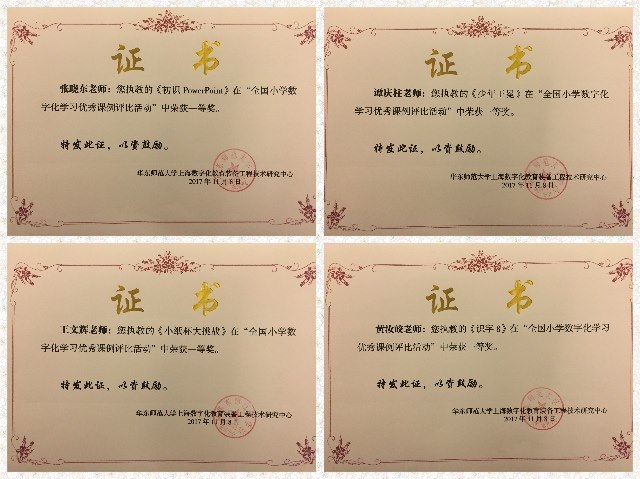 证 书
张晓东老师：您执教的《初识PowerPoint》在“全国小学数
字化学习优秀课例评比活动”中荣获一等奖。
特发此证，以资鼓励。
华东师范大学上海数字化教育装备工程技术研究中心
2017年11月8日
证 书
谭庆柱老师：您执教的《少年王冕》在“全国小学数字化
学习优秀课例评比活动”中荣获一等奖。
特发此证，以资鼓励。
华东师范大学上海数字化教育装备工程技术研究中心
2017年11月8日
证 书
王文辉老师：您执教的《小纸杯大挑战》在“全国小学数
字化学习优秀课例评比活动”中荣获一等奖。
特发此证，以资鼓励。
华东师范大学上海数字化教育装备工程技术研究中心
2017年11月8日
证 书
黄妆皎老师：您执教的《识字8》在“全国小学数字化学习
优秀课例评比活动”中荣获一等奖。
特发此证，以资鼓励。
华东师范大学上海数字化教育装备工程技术研究中心
2017年11月8日